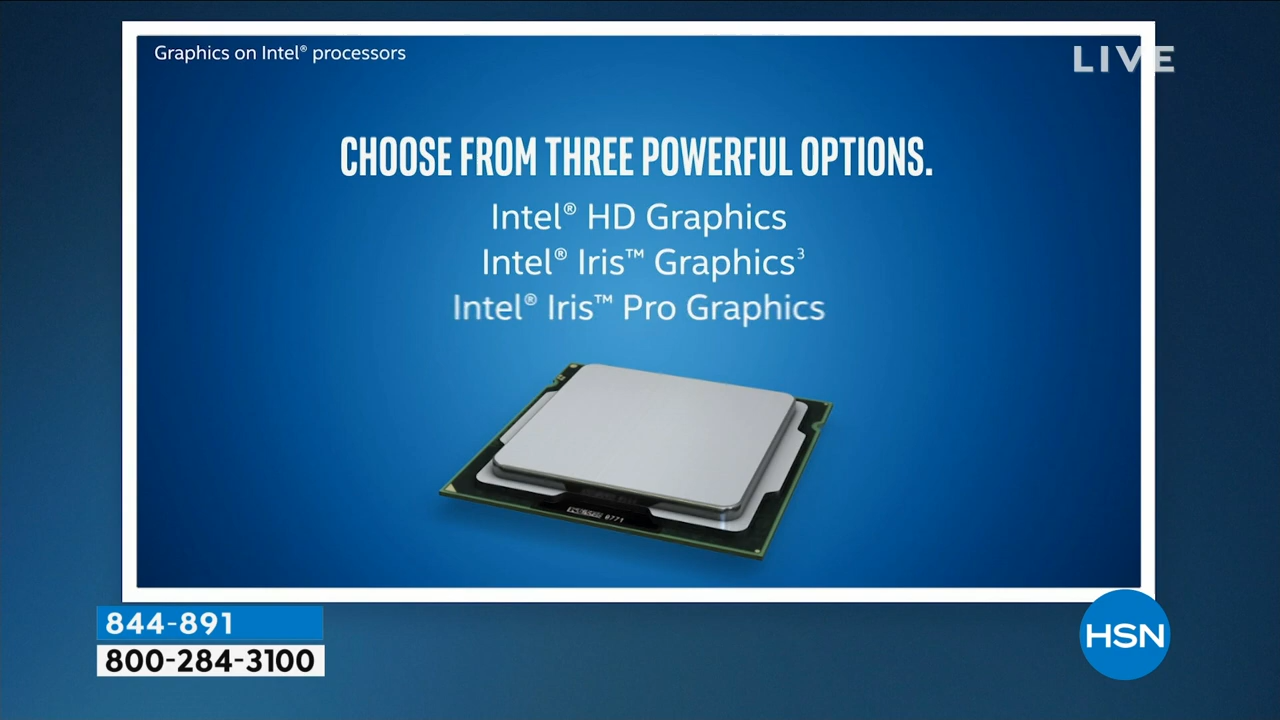 Graphics on Intel® processors
LIVE
CHOOSE FROM THREE POWERFUL OPTIONS.
Intel® HD Graphics
Intel® Iris™ Graphics³
Intel® Iris™ Pro Graphics
0771
844-891
800-284-3100
HSN